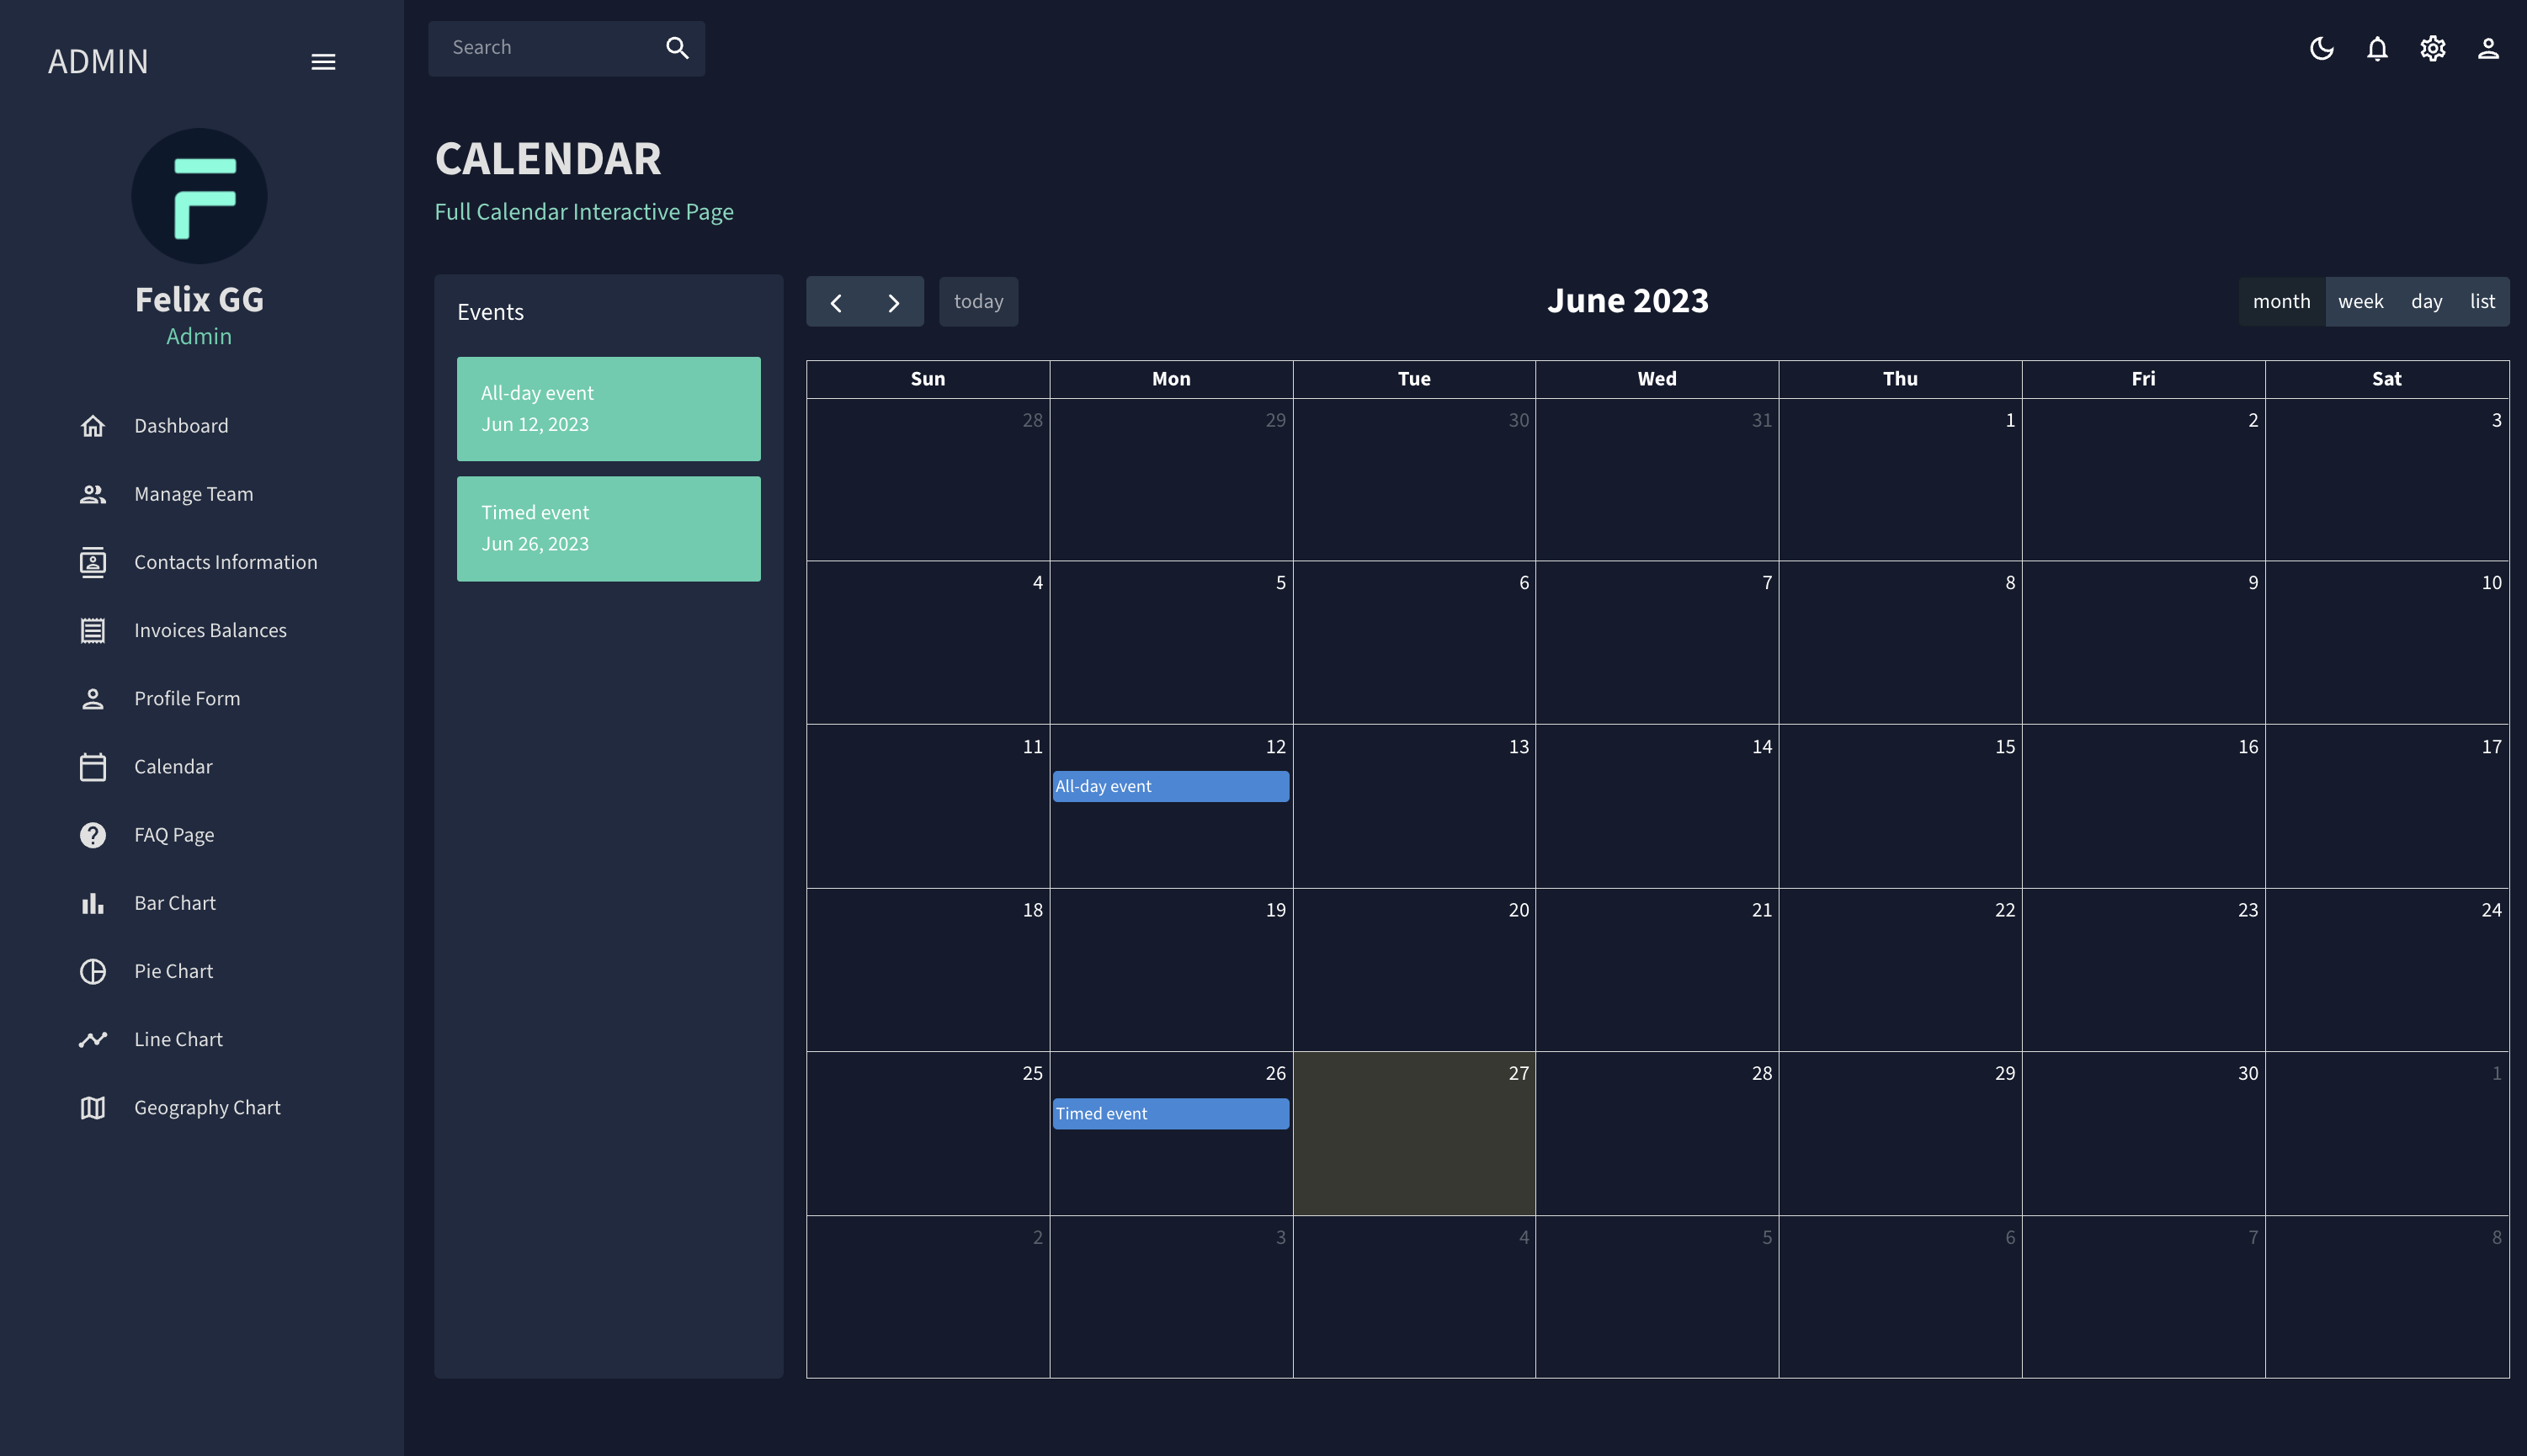 ADMIN
Search
Felix GG
Admin
Dashboard
Manage Team
Contacts Information
Invoices Balances
Profile Form
Calendar
FAQ Page
Bar Chart
Pie Chart
Line Chart
Geography Chart
CALENDAR
Full Calendar Interactive Page
Events
All-day event
Jun 12, 2023
Timed event
Jun 26, 2023
today
June 2023
month week day list
Sun Mon Tue Wed Thu Fri Sat
28 29 30 31 1 2 3
4 5 6 7 8 9 10
11 12 13 14 15 16 17
All-day event
18 19 20 21 22 23 24
25 26 27 28 29 30 1
Timed event
2 3 4 5 6 7 8